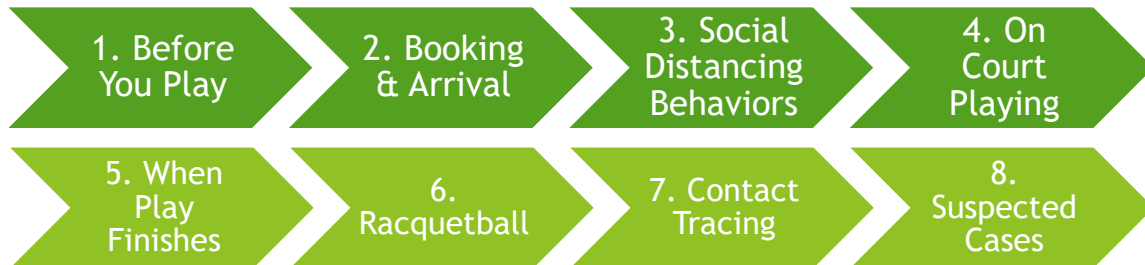 1. Before
You Play
2. Booking
& Arrival
3. Social
Distancing
Behaviors
4. On
Court
Playing
5. When
Play
Finishes
6.
Racquetball
7. Contact
Tracing
8.
Suspected
Cases